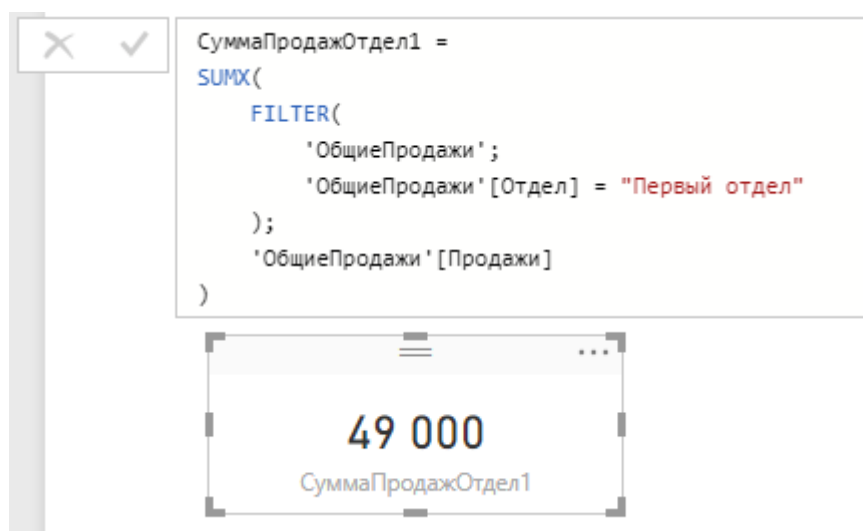 СуммаПродажОтдел1 =
SUMX(
FILTER(
'ОбщиеПродажи';
'ОбщиеПродажи'[Отдел] = "Первый отдел"
);
'ОбщиеПродажи'[Продажи]
)
49 000
СуммаПродажОтдел1